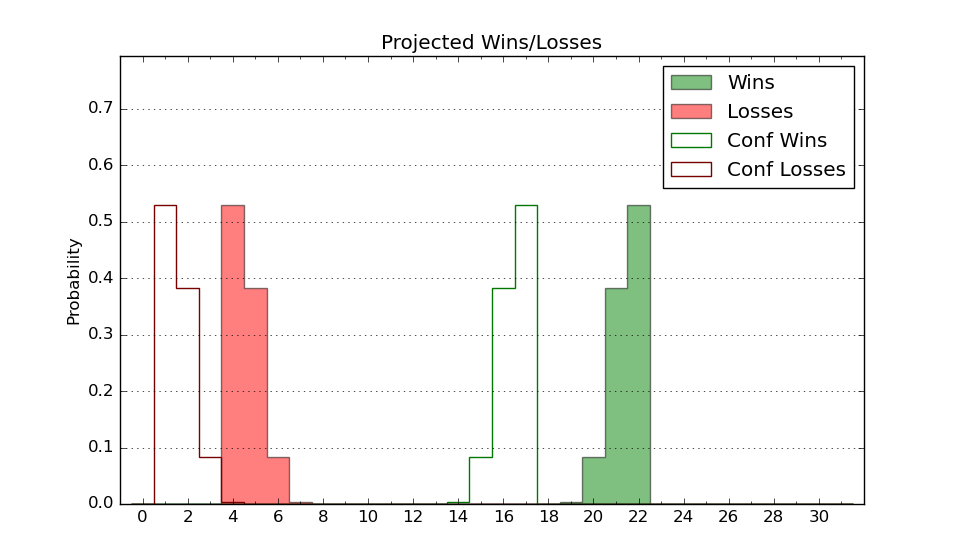 Projected Wins/Losses
Wins
Losses
Conf Wins
Conf Losses
Probability
0.7
0.6
0.5
0.4
0.3
0.2
0.1
0.0
0 2 4 6 8 10 12 14 16 18 20 22 24 26 28 30